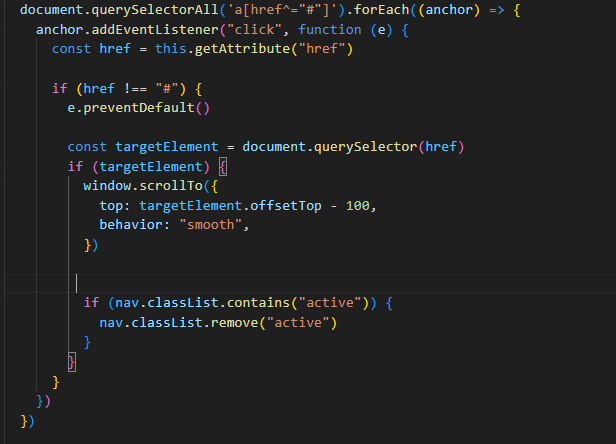 document.querySelectorAll('a[href^="#"]').forEach((anchor) => {
  anchor.addEventListener("click", function (e) {
    const href = this.getAttribute("href")

    if (href !== "#") {
      e.preventDefault()

      const targetElement = document.querySelector(href)
      if (targetElement) {
        window.scrollTo({
          top: targetElement.offsetTop - 100,
          behavior: "smooth",
        })

        if (nav.classList.contains("active")) {
          nav.classList.remove("active")
        }
      }
    }
  })
})